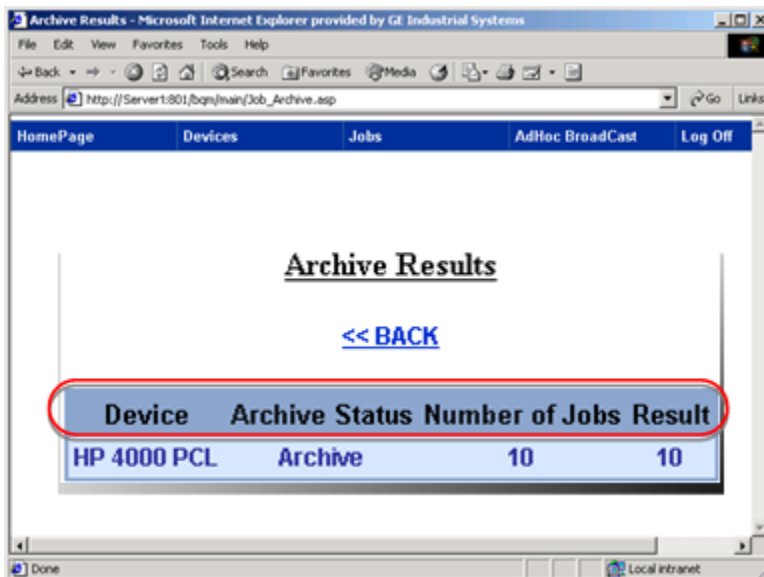 Archive Results - Microsoft Internet Explorer provided by GE Industrial Systems
File Edit View Favorites Tools Help
Back Search Favorites Media
Address http://Server1:801/bqm/main/Job_Archive.asp Go Links
HomePage Devices Jobs AdHoc BroadCast Log Off
Archive Results
<< BACK
Device Archive Status Number of Jobs Result
HP 4000 PCL Archive 10 10
Done Local intranet